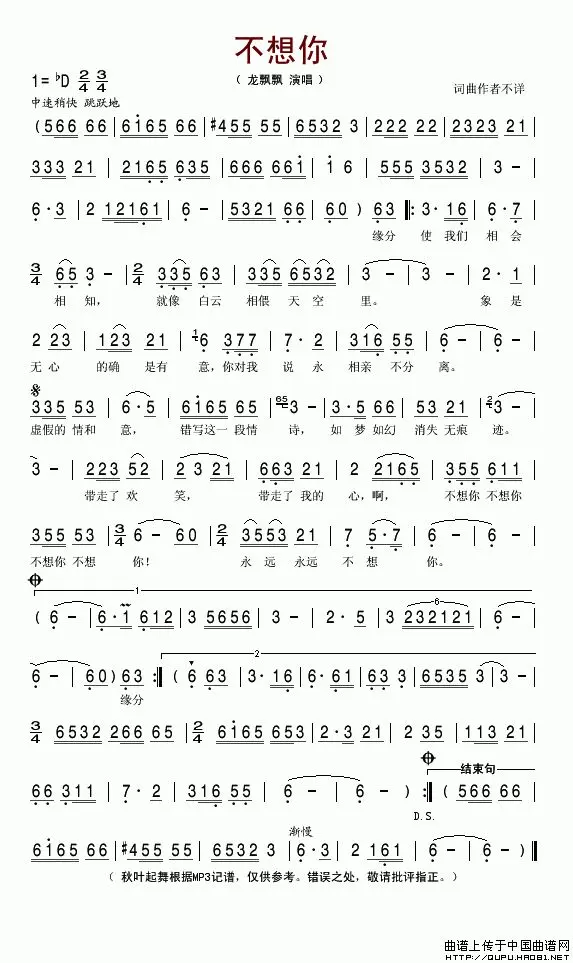 不想你
（ 龙飘飘 演唱 ）
1= ♭D 2/4 3/4
中速稍快 跳跃地
词曲作者不详
( 566 66 | 6165 66 | #455 55 | 6532 3 | 222 22 | 2323 21 |
333 21 | 2165 635 | 666 661 | 1 6 | 555 3532 | 3 - |
6· 3 | 2 12161 | 6 - | 5321 66 | 60 ) 63 |: 3· 16 | 6· 7 |
缘分 使 我们 相 会
3/4 65 3 - | 2/4 335 63 | 335 6532 | 3 - | 3 - | 2· 1 |
相 知， 就像 白云 相偎 天 空 里。 象 是
2 23 | 123 21 | 6 377 | 7· 2 | 316 55 | 6 - | 6 - |
无 心 的确 是有 意，你对我 说 永 相亲 不分 离。
335 53 | 6· 5 | 6165 65 | 3 - | 3· 5 66 | 53 21 | 3 - |
虚假的 情和 意， 错写这一 段情 诗， 如 梦 如幻 消失 无痕 迹。
3 - | 223 52 | 2 3 21 | 663 21 | 2 2165 | 355 611 |
带走了 欢 笑， 带走了 我的 心，啊， 不想你 不想你
355 53 | 3/4 6 - 60 | 2/4 3553 21 | 7 5·7 | 6 - |
不想你 不想 你！ 永 远 永远 不 想 你。
1
( 6 - | 6· 1 612 | 3 5656 | 3 - | 2· 5 | 3 232121 |
6
2
6 - | 60 ) 63 :| ( 6 63 | 3· 16 | 6· 61 | 63 63 | 6535 3 | 3 - |
缘分
3/4 6532 266 65 | 2/4 6165 653 | 2·3 21 | 2 35 | 113 21 |
结束句
66 311 | 7· 2 | 315 55 | 6 - | 6 - ) :| ( 566 66 |
D.S.
渐慢
6165 66 | #455 55 | 6532 3 | 6· 3 | 2 161 | 6 - | 6 - ) |
（ 秋叶起舞根据MP3记谱，仅供参考。错误之处，敬请批评指正。）
曲谱上传于中国曲谱网
HTTP://QUPU.HAO81.NET